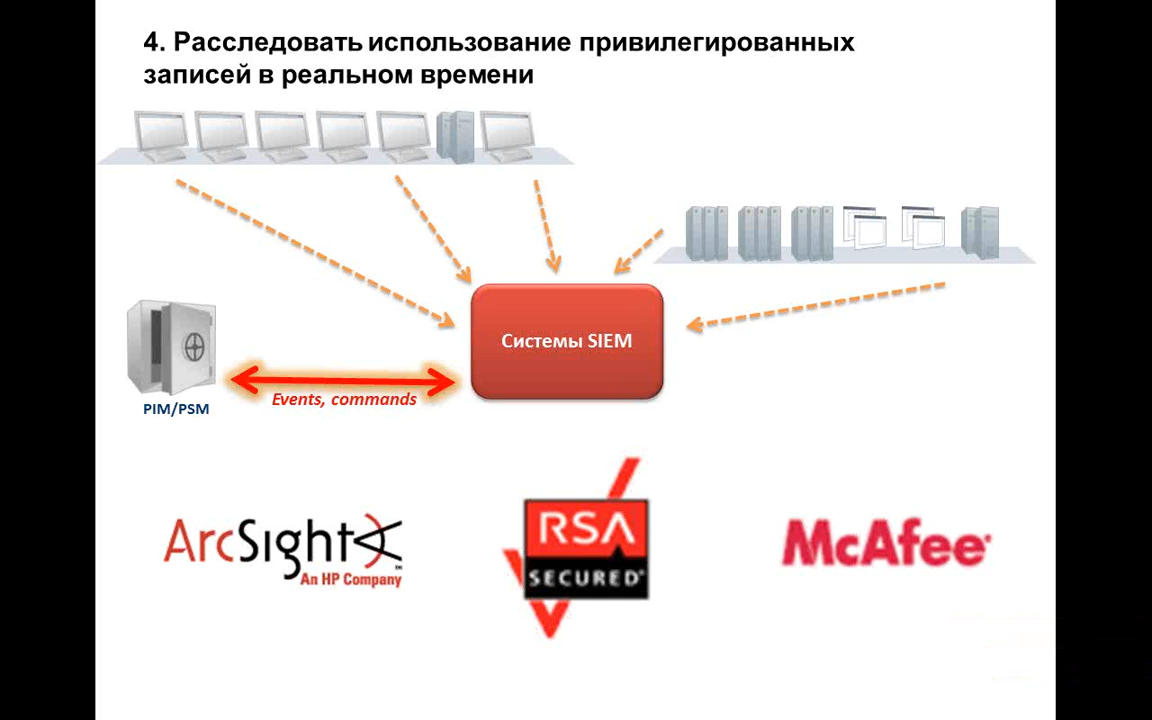 4. Расследовать использование привилегированных
записей в реальном времени
Системы SIEM
Events, commands
PIM/PSM
ArcSight
An HP Company
RSA
SECURED
McAfee